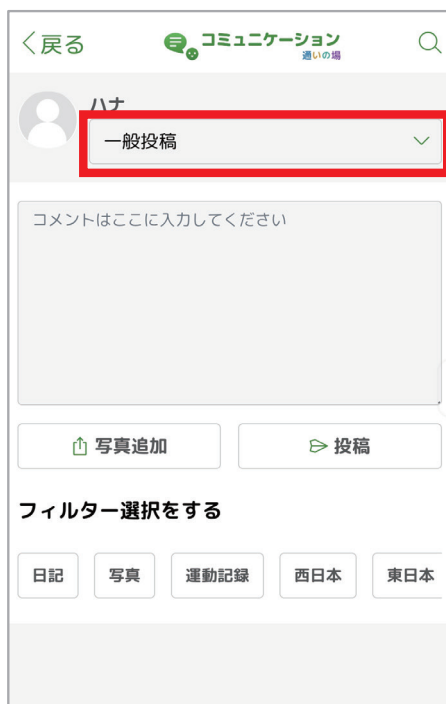 戻る
コミュニケーション
通いの場
ハナ
一般投稿
コメントはここに入力してください
写真追加
投稿
フィルター選択をする
日記
写真
運動記録
西日本
東日本